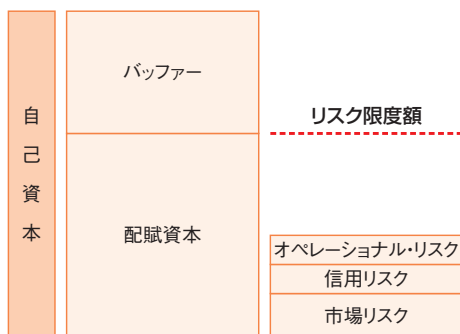 自己資本
バッファー
配賦資本
リスク限度額
オペレーショナル・リスク
信用リスク
市場リスク